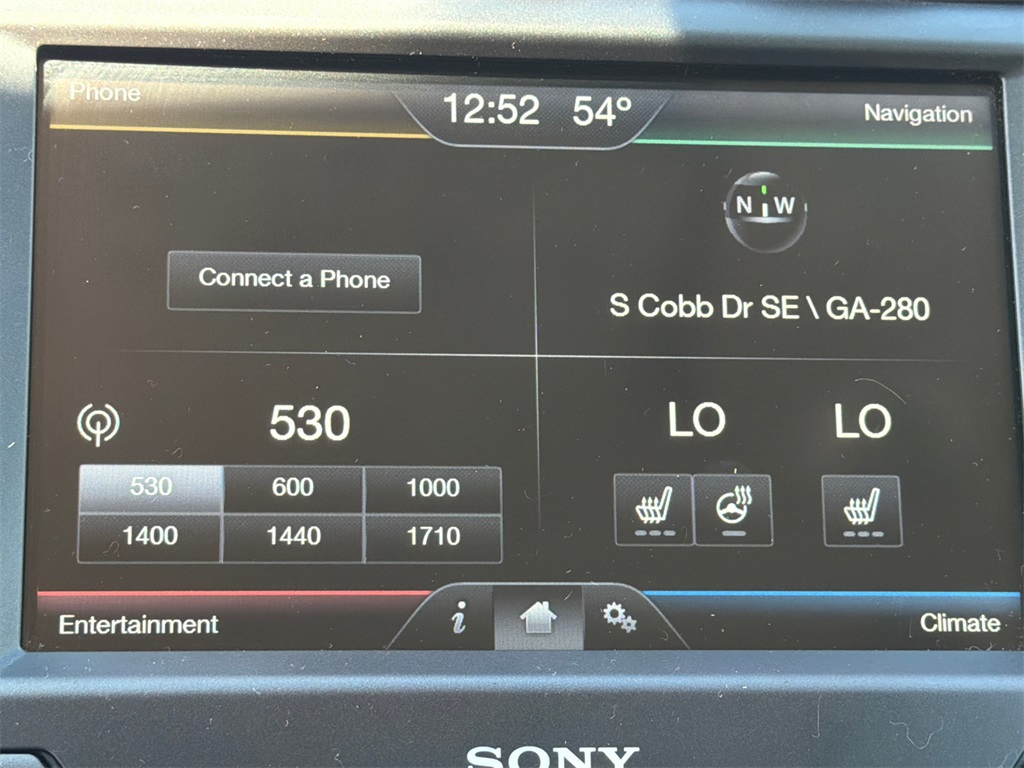 Phone
12:52 54°
Navigation
N W
Connect a Phone
S Cobb Dr SE \ GA-280
530
LO LO
530 600 1000
1400 1440 1710
Entertainment
i
Climate
SONY